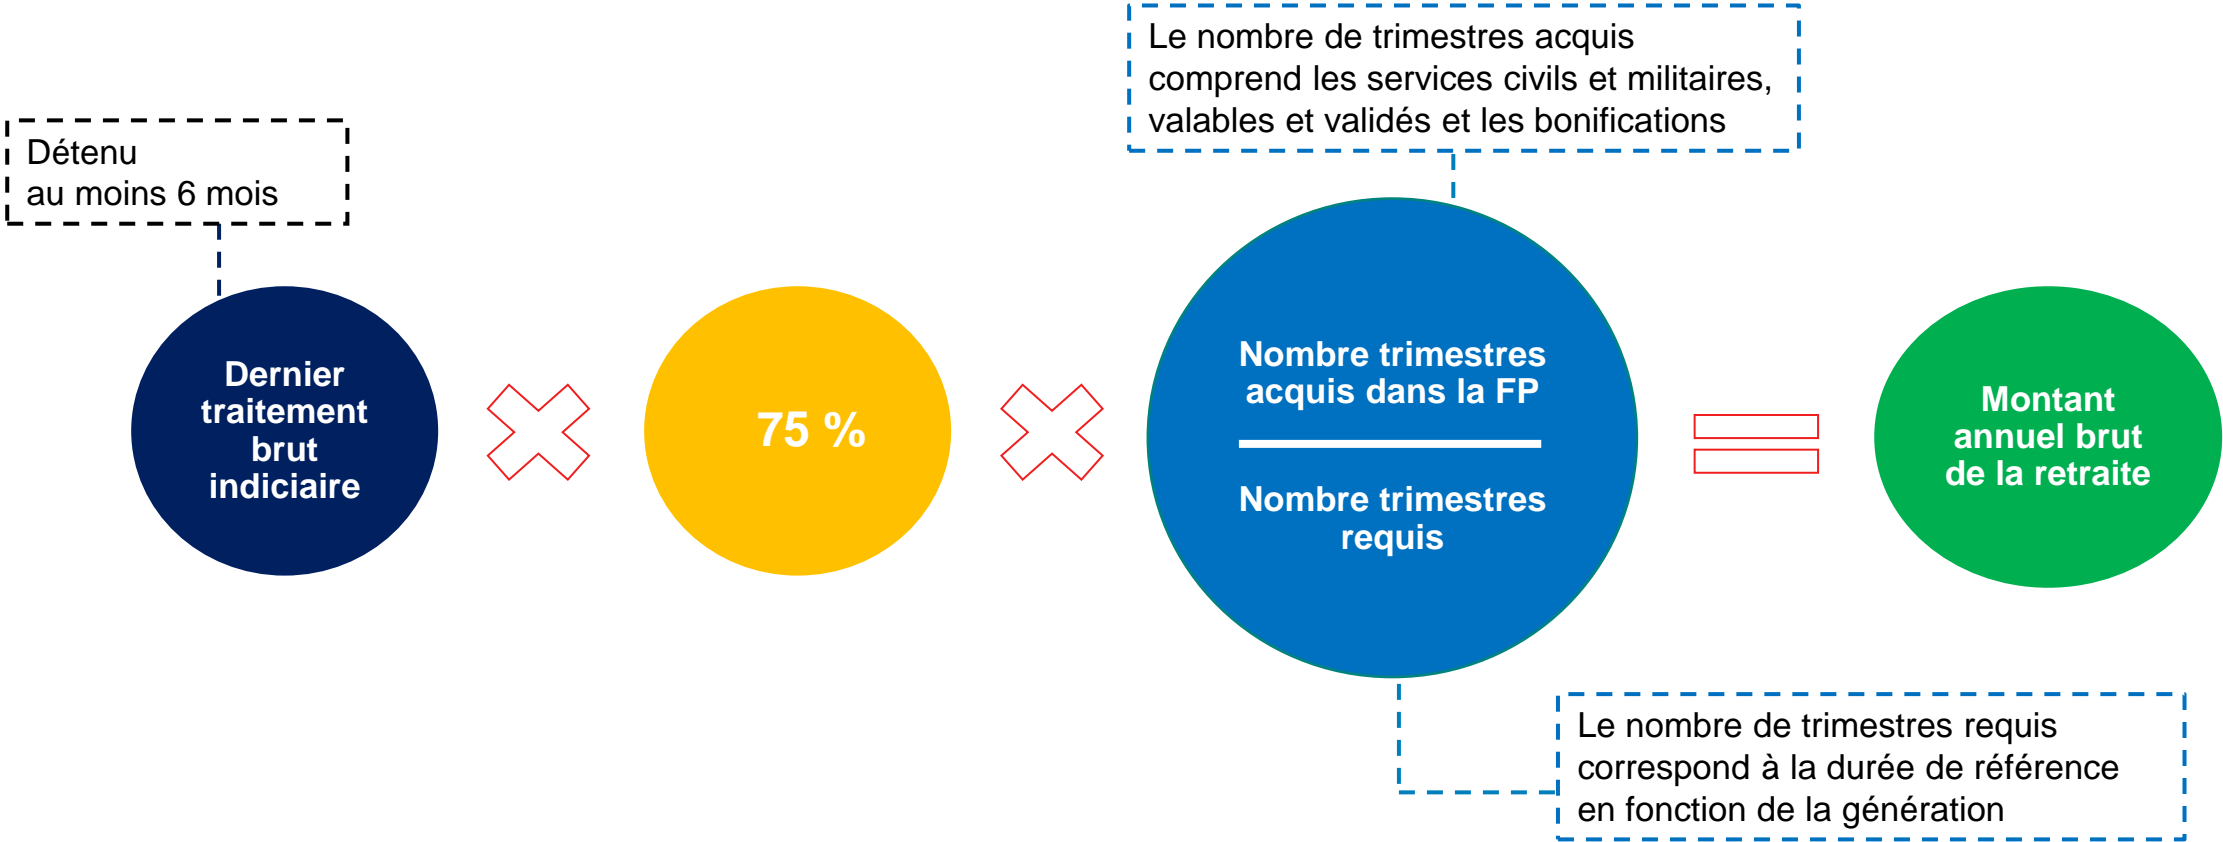 Le nombre de trimestres acquis
comprend les services civils et militaires,
valables et validés et les bonifications
Détenu
au moins 6 mois
Dernier
traitement
brut
indiciaire
75 %
Nombre trimestres
acquis dans la FP
Nombre trimestres
requis
Montant
annuel brut
de la retraite
Le nombre de trimestres requis
correspond à la durée de référence
en fonction de la génération